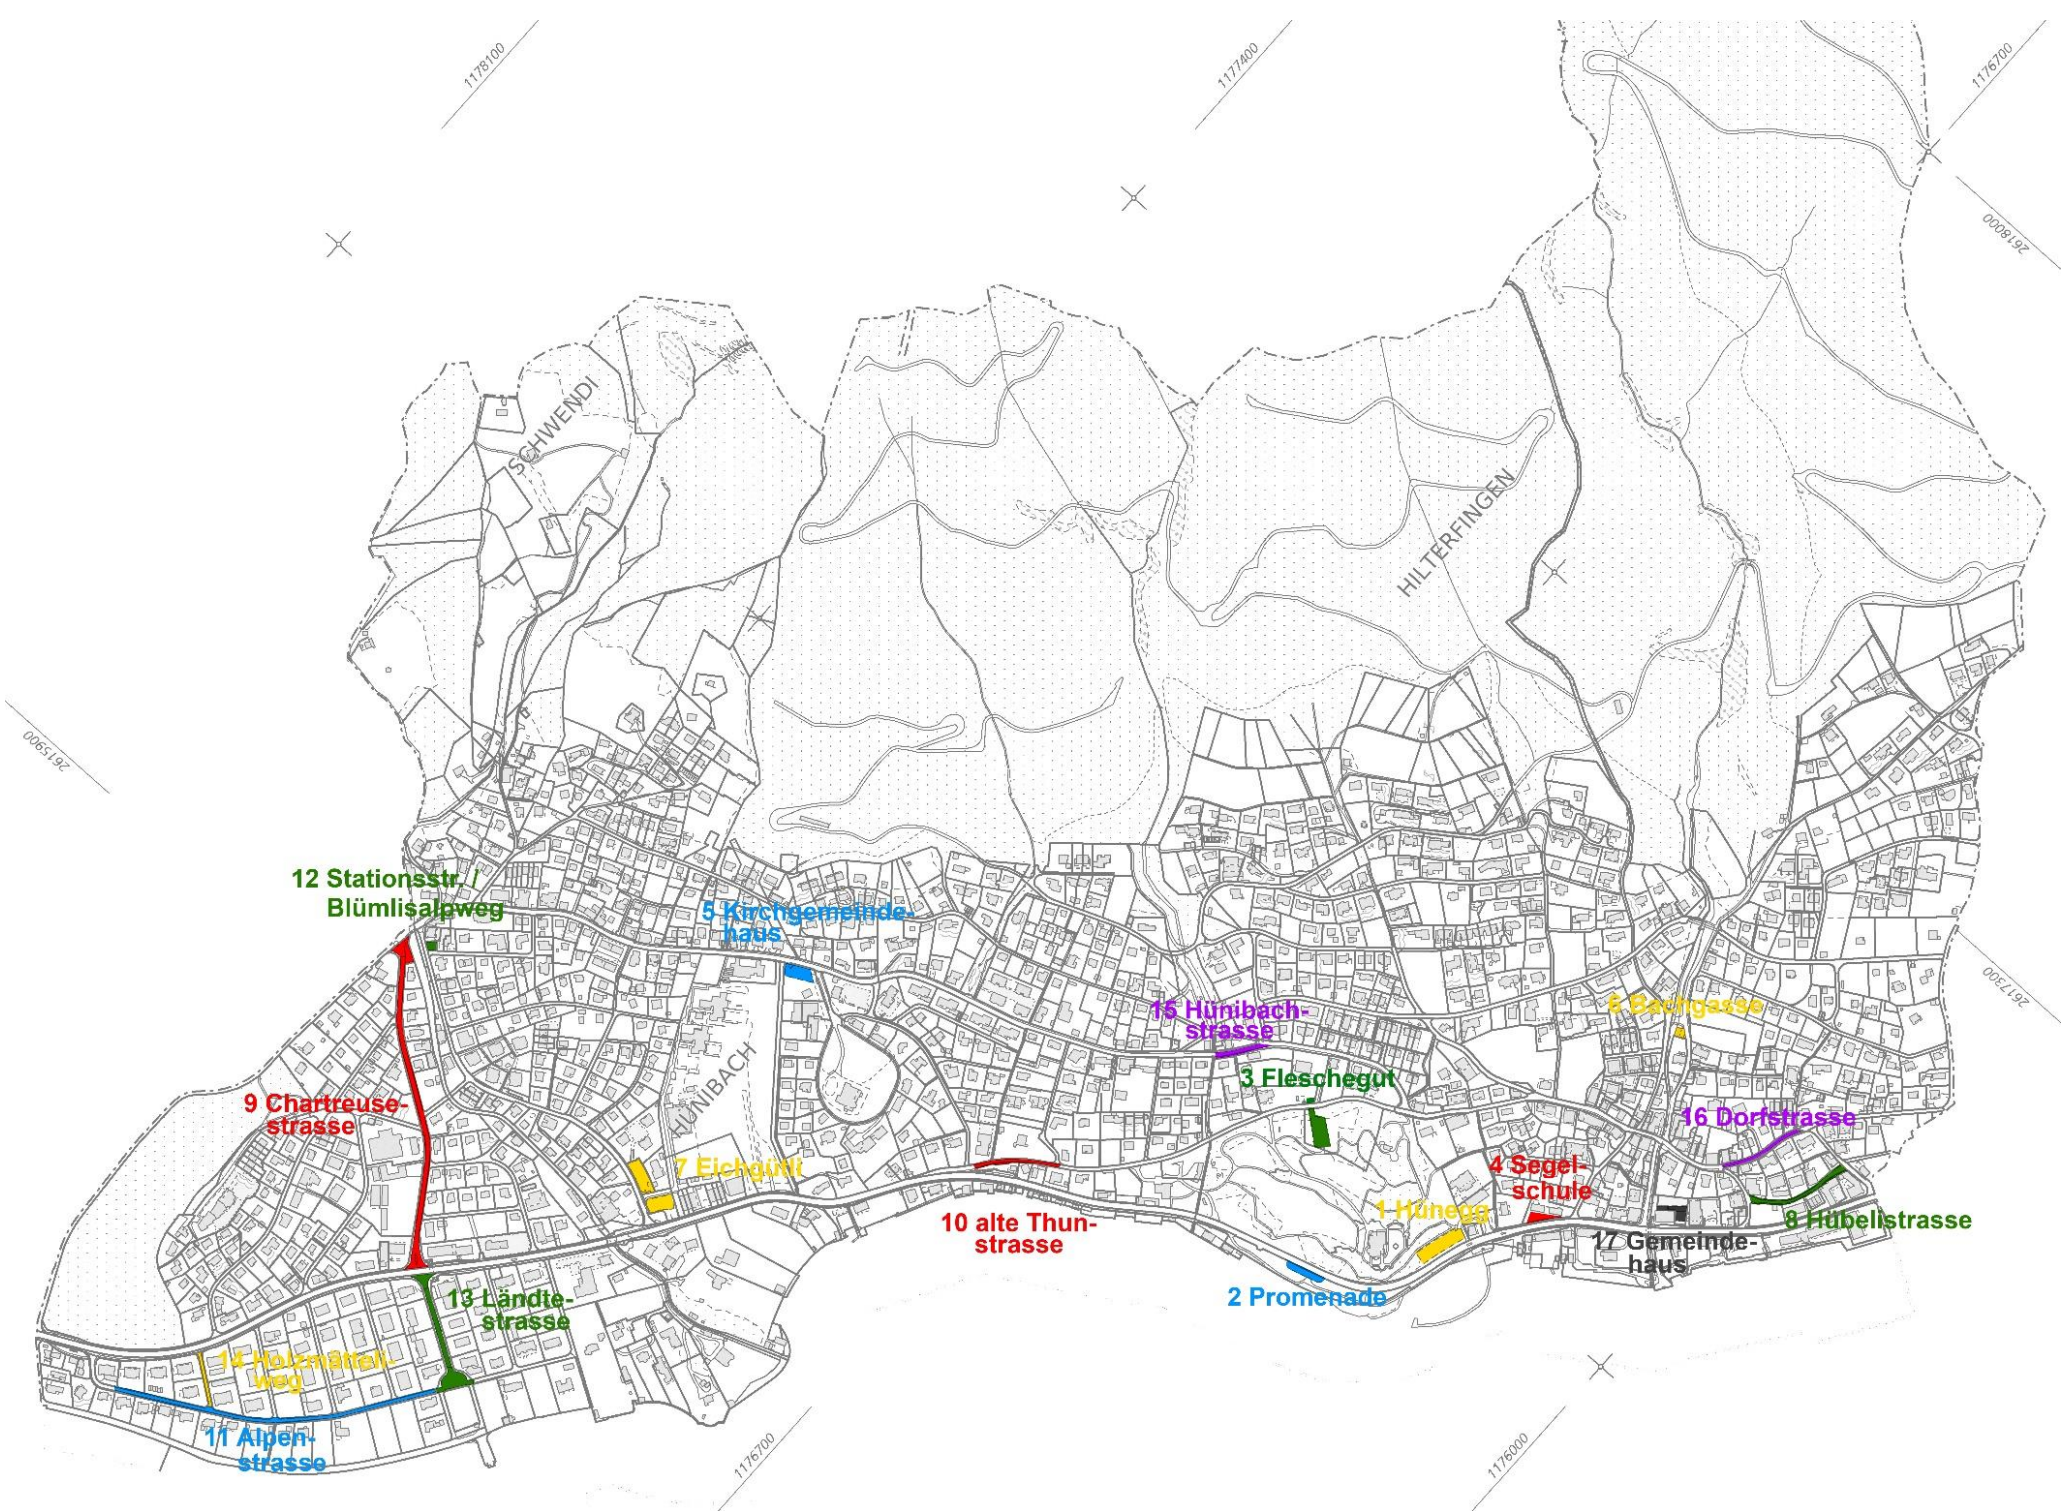 1178100
1177400
1176700
2618000
SCHWENDI
HILTERFINGEN
2615900
12 Stationsstr. /
Blümlisalpweg
5 Kirchgemeinde-
haus
2617300
15 Hünibach-
strasse
6 Bachgasse
HÜNIBACH
3 Fleschegut
9 Chartreuse-
strasse
16 Dorfstrasse
7 Eichgütli
4 Segel-
schule
1 Hünegg
10 alte Thun-
strasse
8 Hübelistrasse
17 Gemeinde-
haus
2 Promenade
13 Ländte-
strasse
14 Holzmätteli-
weg
11 Alpen-
strasse
1176700
1176000